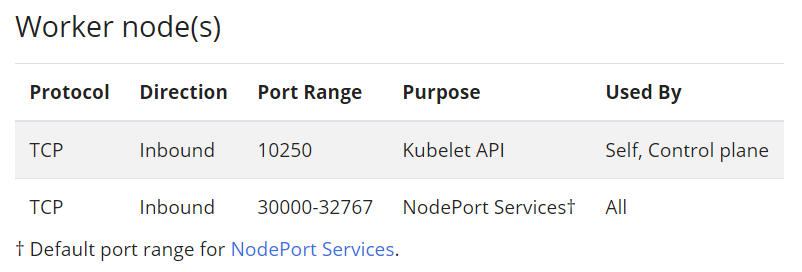 Worker node(s)
Protocol Direction Port Range Purpose Used By
TCP Inbound 10250 Kubelet API Self, Control plane
TCP Inbound 30000-32767 NodePort Services† All
† Default port range for NodePort Services.